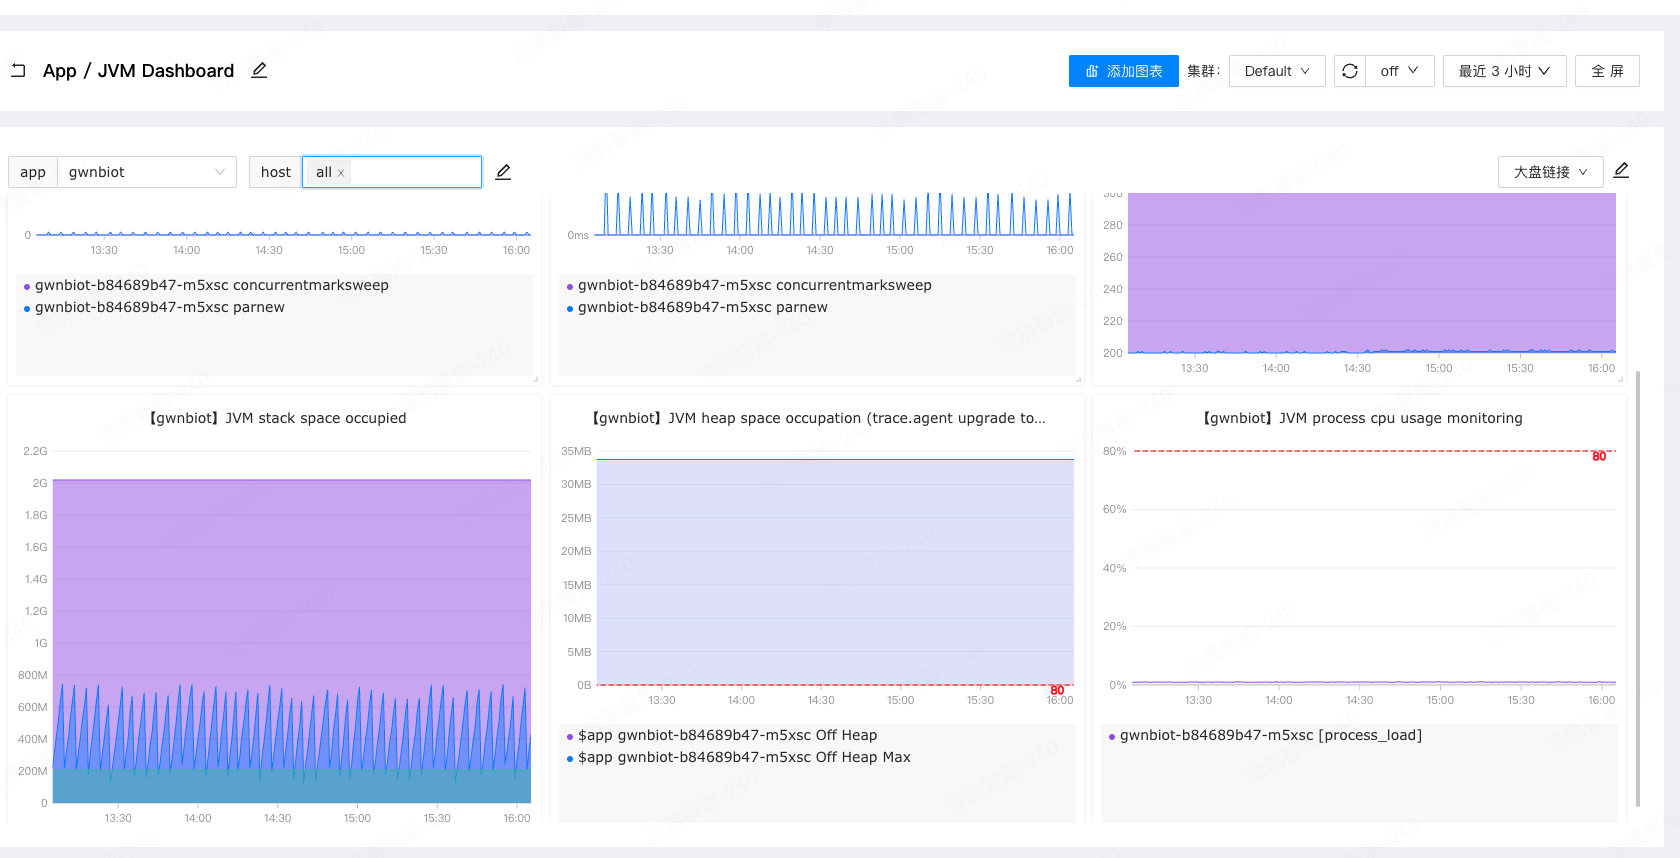 App / JVM Dashboard
添加图表 集群： Default off 最近 3 小时 全 屏
app gwnbiot host all 大盘链接
0
13:30 14:00 14:30 15:00 15:30 16:00
gwnbiot-b84689b47-m5xsc concurrentmarksweep
gwnbiot-b84689b47-m5xsc parnew
0ms
13:30 14:00 14:30 15:00 15:30 16:00
gwnbiot-b84689b47-m5xsc concurrentmarksweep
gwnbiot-b84689b47-m5xsc parnew
300
280
260
240
220
200
13:30 14:00 14:30 15:00 15:30 16:00
【gwnbiot】JVM stack space occupied
2.2G
2G
1.8G
1.6G
1.4G
1.2G
1G
800M
600M
400M
200M
0
13:30 14:00 14:30 15:00 15:30 16:00
【gwnbiot】JVM heap space occupation (trace.agent upgrade to...
35MB
30MB
25MB
20MB
15MB
10MB
5MB
0B
80
13:30 14:00 14:30 15:00 15:30 16:00
$app gwnbiot-b84689b47-m5xsc Off Heap
$app gwnbiot-b84689b47-m5xsc Off Heap Max
【gwnbiot】JVM process cpu usage monitoring
80%
80
60%
40%
20%
0%
13:30 14:00 14:30 15:00 15:30 16:00
gwnbiot-b84689b47-m5xsc [process_load]
涂鸦智能-240